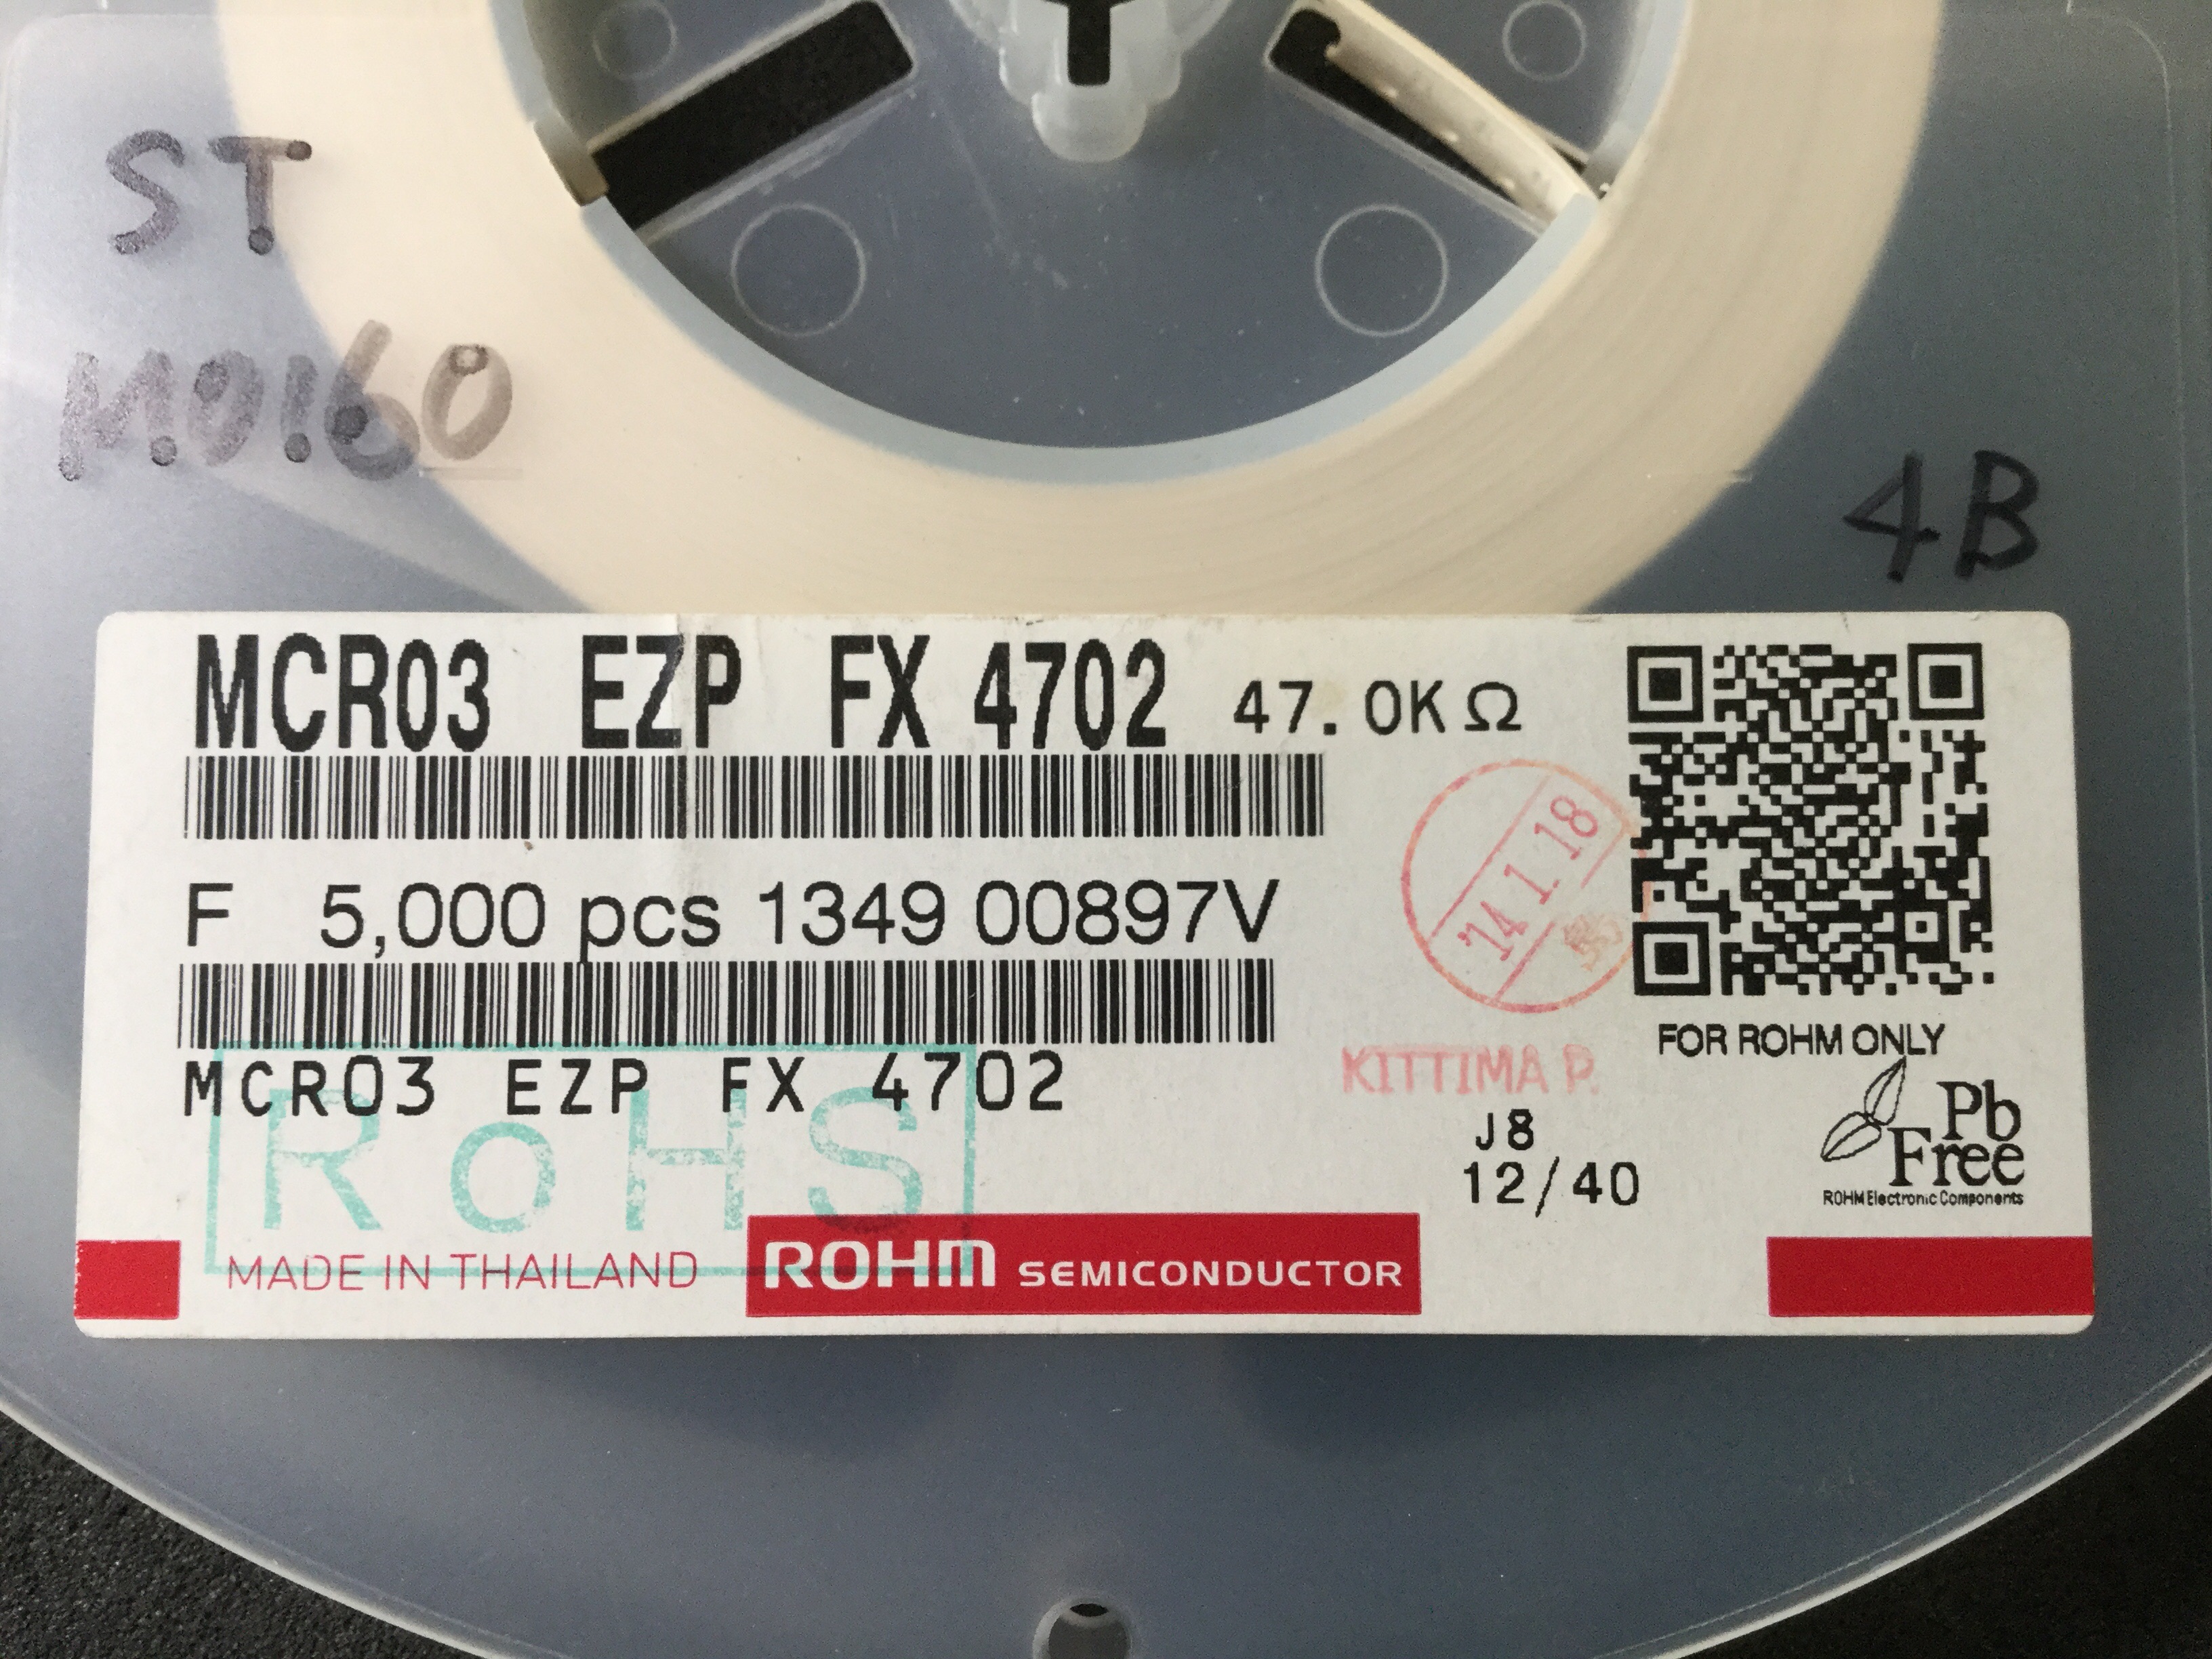 ST
M0160
4B
MCR03 EZP FX 4702 47.0KΩ
F 5,000 pcs 1349 00897V
'14.1.18
MCR03 EZP FX 4702
RoHS
KITTIMA P.
J8
12/40
FOR ROHM ONLY
Pb
Free
ROHM Electronic Components
MADE IN THAILAND
ROHM SEMICONDUCTOR